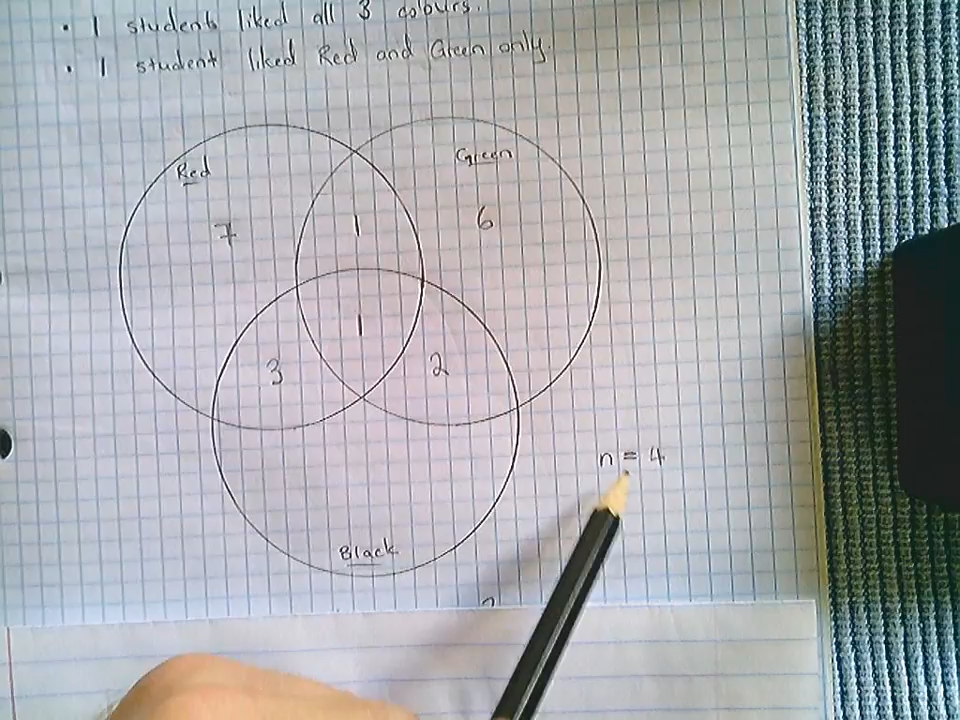 • 1 students liked all 3 colours.
• 1 student liked Red and Green only.
Red
Green
7
1
6
1
3
2
n = 4
Black